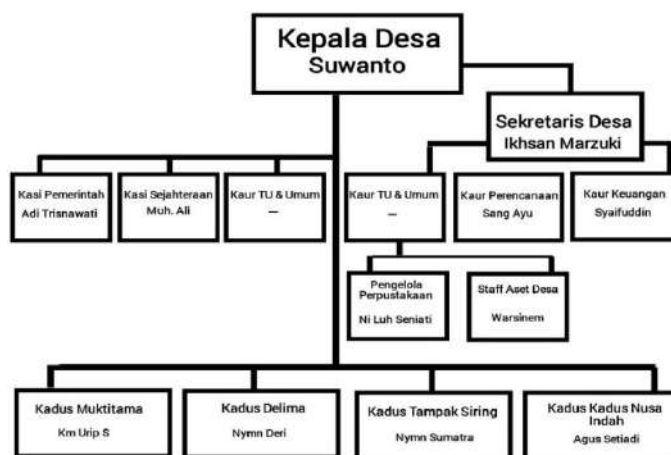 Kepala Desa
Suwanto
Sekretaris Desa
Ikhsan Marzuki
Kasi Pemerintah
Adi Trisnawati
Kasi Sejahteraan
Muh. Ali
Kaur TU & Umum
—
Kaur TU & Umum
—
Kaur Perencanaan
Sang Ayu
Kaur Keuangan
Syaifuddin
Pengelola
Perpustakaan
Ni Luh Seniati
Staff Aset Desa
Warsinem
Kadus Muktitama
Km Urip S
Kadus Delima
Nymn Deri
Kadus Tampak Siring
Nymn Sumatra
Kadus Kadus Nusa
Indah
Agus Setiadi